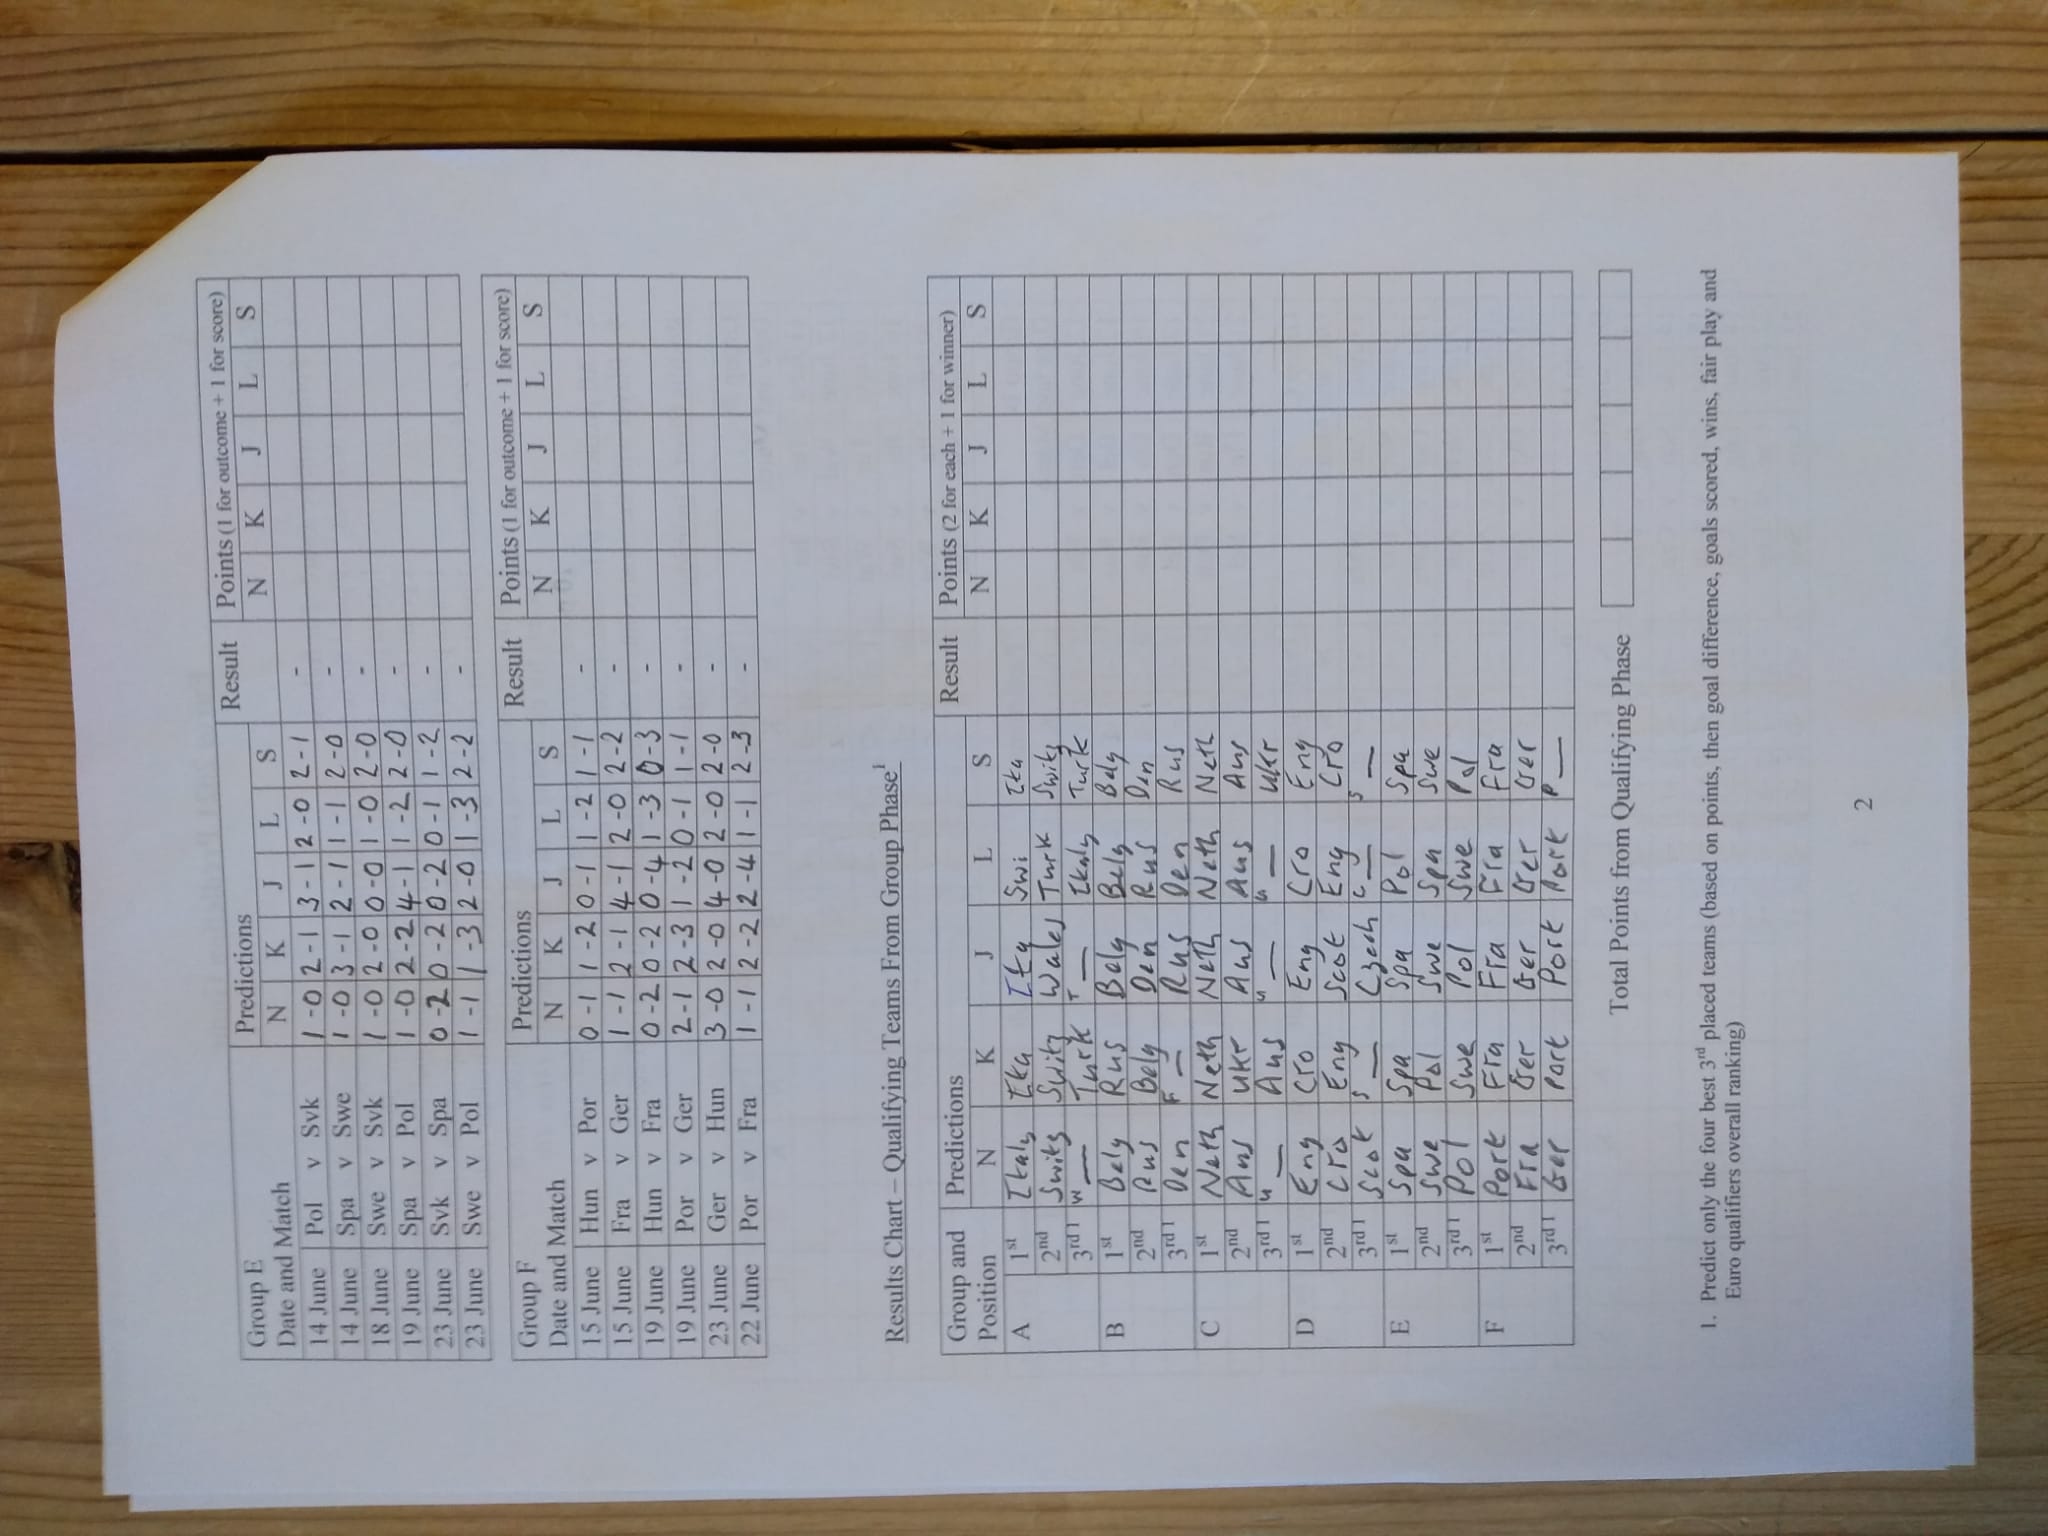 Group E Predictions Result Points (1 for outcome + 1 for score)
Date and Match N K J L S N K J L S
14 June Pol v Svk 1-0 2-1 3-1 2-0 2-1 -
14 June Spa v Swe 1-0 3-1 2-1 1-1 2-0 -
18 June Swe v Svk 1-0 2-0 0-0 1-0 2-0 -
19 June Spa v Pol 1-0 2-2 4-1 1-2 2-0 -
23 June Svk v Spa 0-2 0-2 0-2 0-1 1-2 -
23 June Swe v Pol 1-1 1-3 2-0 1-3 2-2 -
Group F Predictions Result Points (1 for outcome + 1 for score)
Date and Match N K J L S N K J L S
15 June Hun v Por 0-1 1-2 0-1 1-2 1-1 -
15 June Fra v Ger 1-1 2-1 4-1 2-0 2-2 -
19 June Hun v Fra 0-2 0-2 0-4 1-3 0-3 -
19 June Por v Ger 2-1 2-3 1-2 0-1 1-1 -
23 June Ger v Hun 3-0 2-0 4-0 2-0 2-0 -
22 June Por v Fra 1-1 2-2 2-4 1-1 2-3 -
Results Chart – Qualifying Teams From Group Phase1
Group and Predictions Result Points (2 for each + 1 for winner)
Position N K J L S N K J L S
A 1st Italy Ita Ita Swi Ita
2nd Switz Switz Wales Turk Switz
3rd 1 W — Turk T — Italy Turk
B 1st Belg Rus Belg Belg Belg
2nd Rus Belg Den Rus Den
3rd 1 Den F — Rus Den Rus
C 1st Neth Neth Neth Neth Neth
2nd Aus Ukr Aus Aus Aus
3rd 1 U — Aus U — U — Ukr
D 1st Eng Cro Eng Cro Eng
2nd Cro Eng Scot Eng Cro
3rd 1 Scot S — Czech C — S —
E 1st Spa Spa Spa Pol Spa
2nd Swe Pol Swe Spa Swe
3rd 1 Pol Swe Pol Swe Pol
F 1st Port Fra Fra Fra Fra
2nd Fra Ger Ger Ger Ger
3rd 1 Ger Port Port Port P —
Total Points from Qualifying Phase
1. Predict only the four best 3rd placed teams (based on points, then goal difference, goals scored, wins, fair play and
Euro qualifiers overall ranking)
2